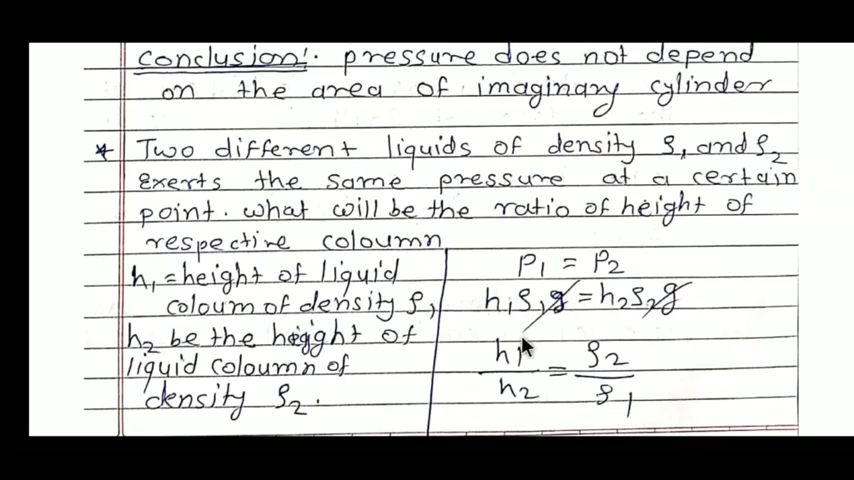 conclusion:. pressure does not depend
on the area of imaginary cylinder
* Two different liquids of density ρ1 and ρ2
Exerts the same pressure at a certain
point. what will be the ratio of height of
respective coloumn
h1 = height of liquid
coloum of density ρ1
h2 be the height of
liquid coloumn of
density ρ2.
P1 = P2
h1ρ1g = h2ρ2g
h1/h2 = ρ2/ρ1